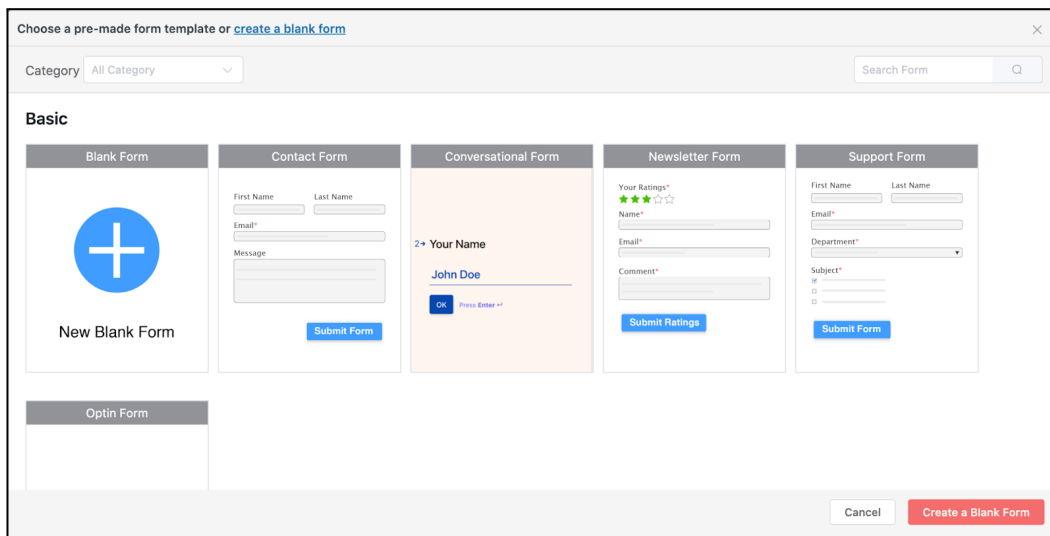 Choose a pre-made form template or create a blank form
Category
All Category
Search Form
Basic
Blank Form
New Blank Form
Contact Form
First Name Last Name
Email*
Message
Submit Form
Conversational Form
2→ Your Name
John Doe
OK Press Enter ↵
Newsletter Form
Your Ratings*
Name*
Email*
Comment*
Submit Ratings
Support Form
First Name Last Name
Email*
Department*
Subject*
Submit Form
Optin Form
Cancel
Create a Blank Form